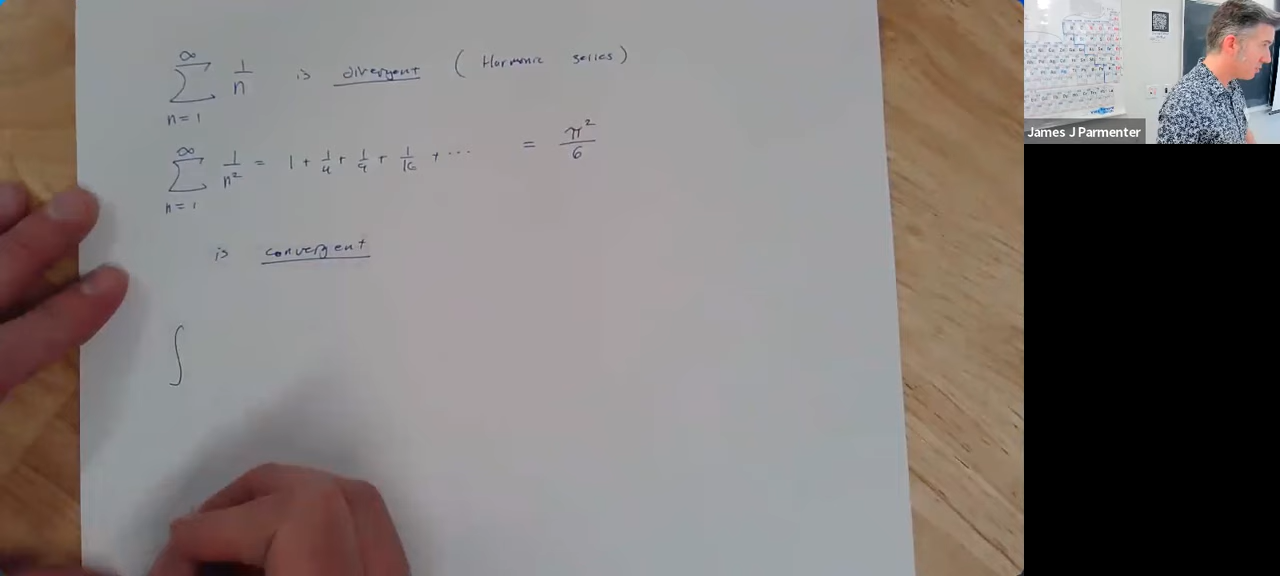 ∞
∑ 1/n is divergent ( Harmonic series )
n = 1
∞
∑ 1/n² = 1 + 1/4 + 1/9 + 1/16 + ··· = π²/6
n = 1
is convergent
∫
James J Parmenter